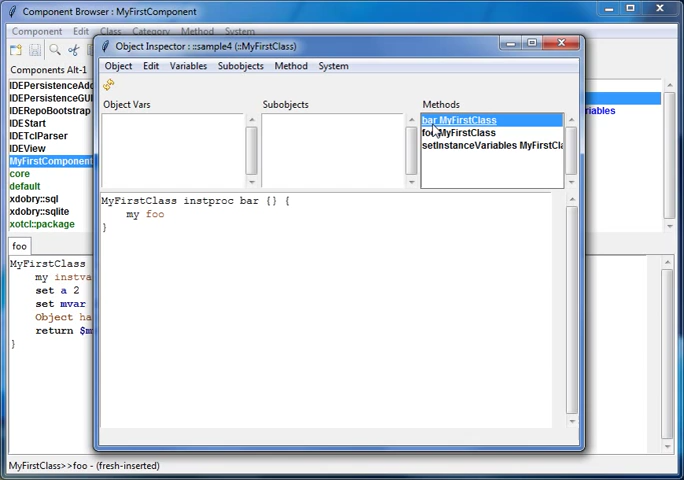 Component Browser : MyFirstComponent
Component Edit Class Category Method System
Components Alt-1
IDEPersistenceAdd
IDEPersistenceGUI
IDERepoBootstrap
IDEStart
IDETclParser
IDEView
MyFirstComponent
core
default
xdobry::sql
xdobry::sqlite
xotcl::package
foo
MyFirstClass
my instva
set a 2
set mvar
Object ha
return $m
}
MyFirstClass>>foo - (fresh-inserted)
Object Inspector : ::sample4 (::MyFirstClass)
Object Edit Variables Subobjects Method System
Object Vars Subobjects Methods
bar MyFirstClass
foo MyFirstClass
setInstanceVariables MyFirstCla
MyFirstClass instproc bar {} {
my foo
}
riables